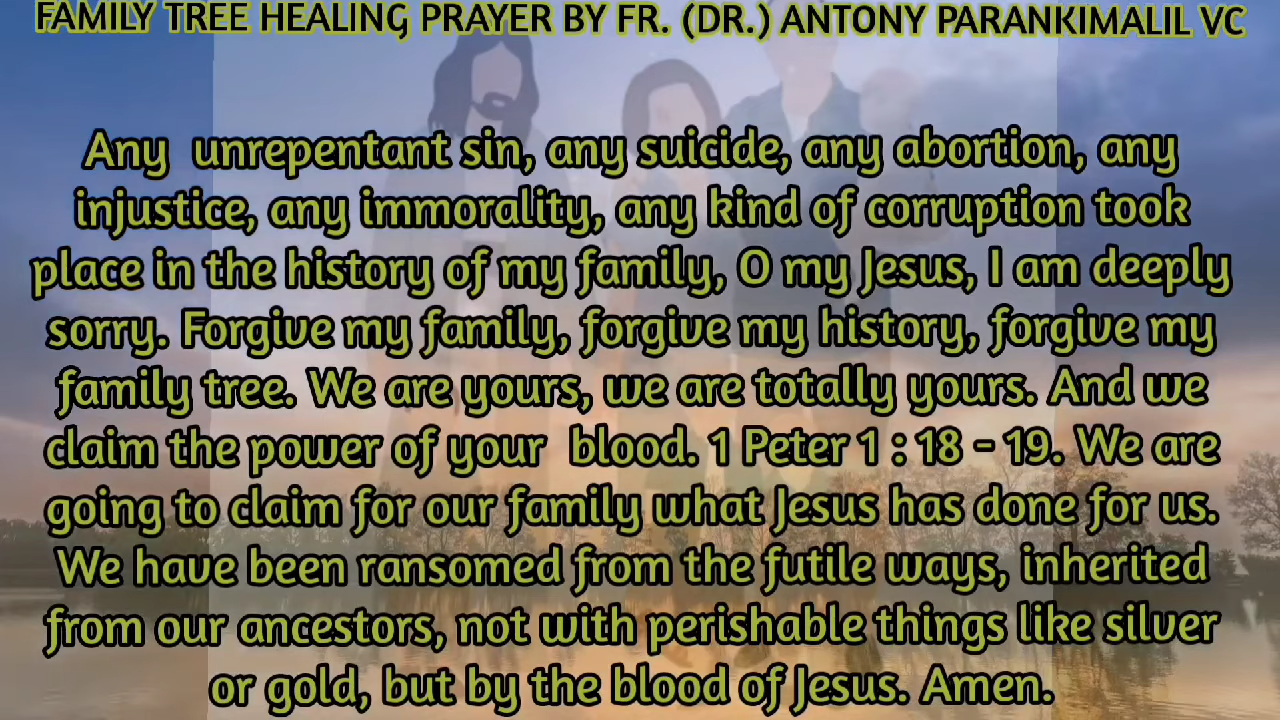 FAMILY TREE HEALING PRAYER BY FR. (DR.) ANTONY PARANKIMALIL VC
Any unrepentant sin, any suicide, any abortion, any
injustice, any immorality, any kind of corruption took
place in the history of my family, O my Jesus, I am deeply
sorry. Forgive my family, forgive my history, forgive my
family tree. We are yours, we are totally yours. And we
claim the power of your blood. 1 Peter 1 : 18 - 19. We are
going to claim for our family what Jesus has done for us.
We have been ransomed from the futile ways, inherited
from our ancestors, not with perishable things like silver
or gold, but by the blood of Jesus. Amen.